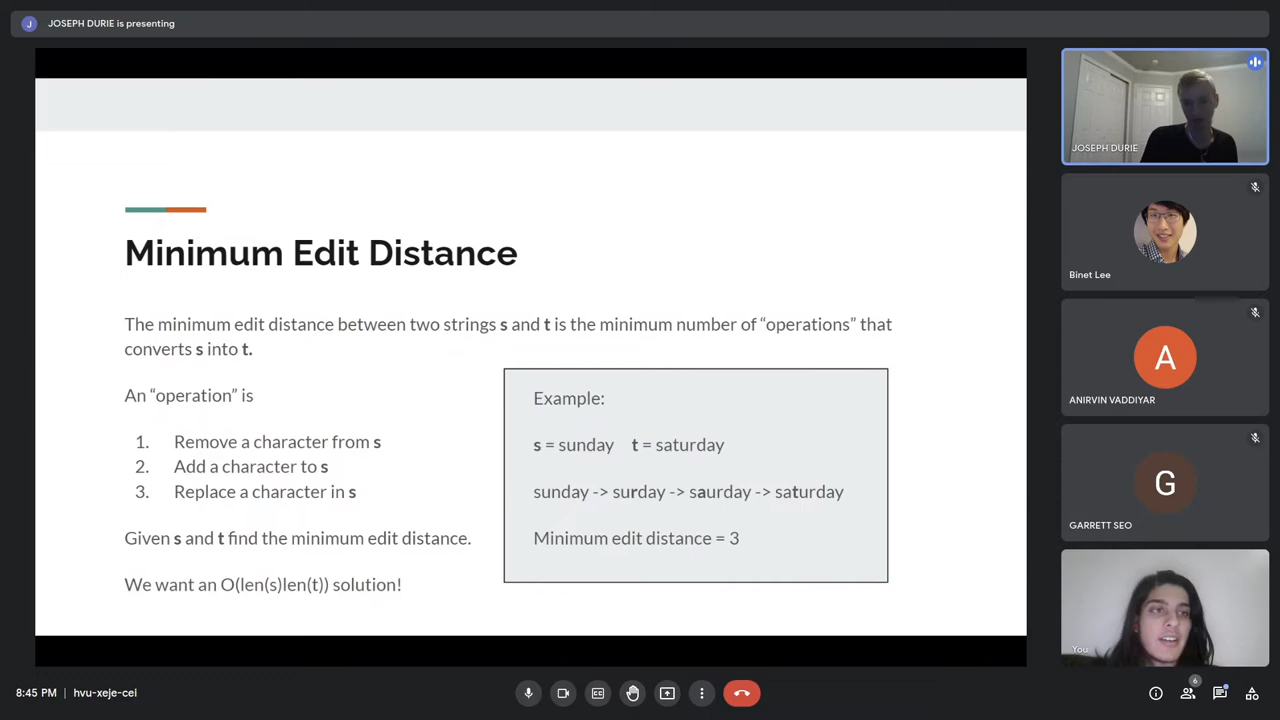 J JOSEPH DURIE is presenting
Minimum Edit Distance
The minimum edit distance between two strings s and t is the minimum number of “operations” that
converts s into t.
An “operation” is
1. Remove a character from s
2. Add a character to s
3. Replace a character in s
Given s and t find the minimum edit distance.
We want an O(len(s)len(t)) solution!
Example:
s = sunday t = saturday
sunday -> surday -> saurday -> saturday
Minimum edit distance = 3
JOSEPH DURIE
Binet Lee
A
ANIRVIN VADDIYAR
G
GARRETT SEO
You
8:45 PM | hvu-xeje-cei
CC
6